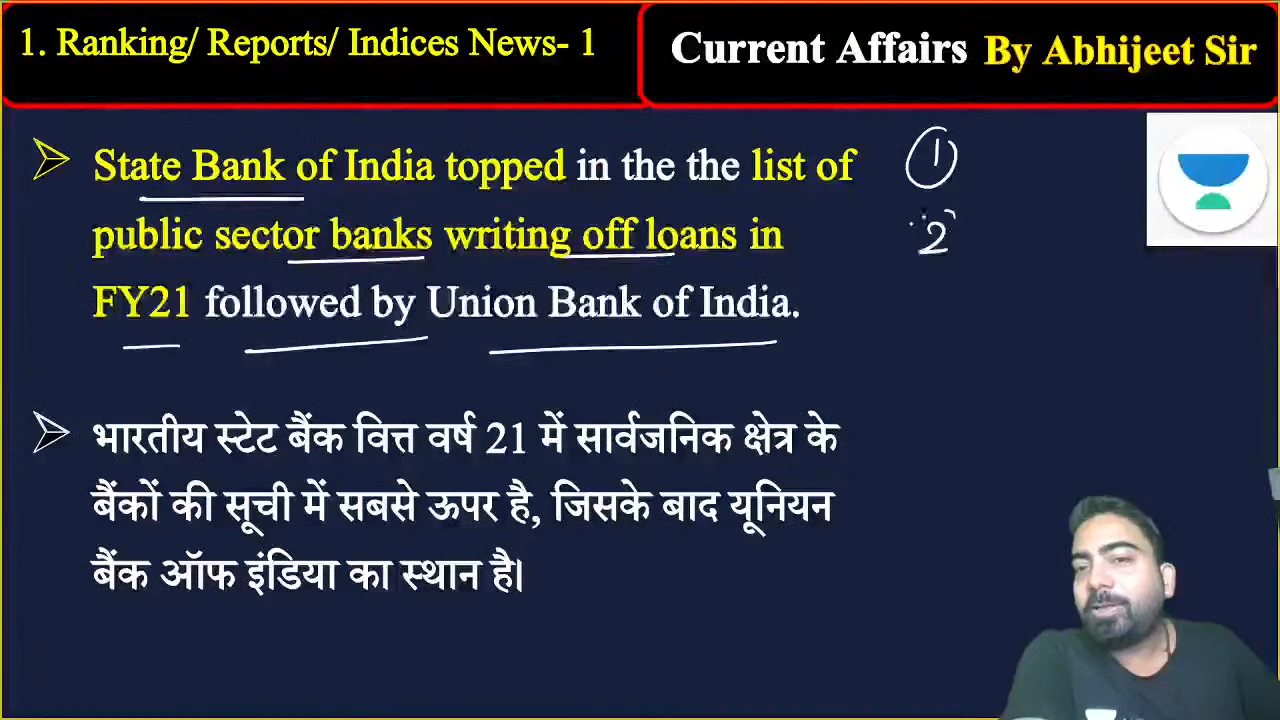 1. Ranking/ Reports/ Indices News- 1
Current Affairs By Abhijeet Sir
State Bank of India topped in the the list of
public sector banks writing off loans in
FY21 followed by Union Bank of India.
1
2
भारतीय स्टेट बैंक वित्त वर्ष 21 में सार्वजनिक क्षेत्र के
बैंकों की सूची में सबसे ऊपर है, जिसके बाद यूनियन
बैंक ऑफ इंडिया का स्थान है।